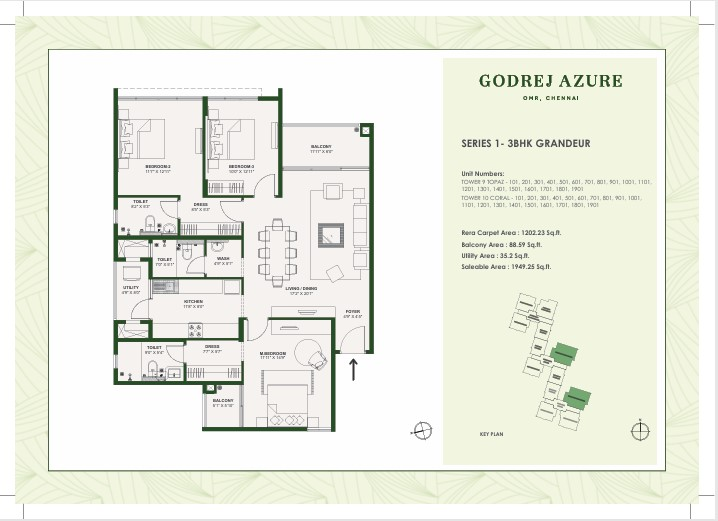 GODREJ AZURE
OMR, CHENNAI
SERIES 1- 3BHK GRANDEUR
Unit Numbers:
TOWER 9 TOPAZ - 101, 201, 301, 401, 501, 601, 701, 801, 901, 1001, 1101,
1201, 1301, 1401, 1501, 1601, 1701, 1801, 1901
TOWER 10 CORAL - 101, 201, 301, 401, 501, 601, 701, 801, 901, 1001,
1101, 1201, 1301, 1401, 1501, 1601, 1701, 1801, 1901
Rera Carpet Area : 1202.23 Sq.ft.
Balcony Area : 88.59 Sq.ft.
Utility Area : 35.2 Sq.ft.
Saleable Area : 1949.25 Sq.ft.
KEY PLAN
BALCONY
BEDROOM-2
BEDROOM-3
TOILET
DRESS
TOILET
WASH
UTILITY
LIVING / DINING
KITCHEN
FOYER
TOILET
DRESS
M.BEDROOM
BALCONY